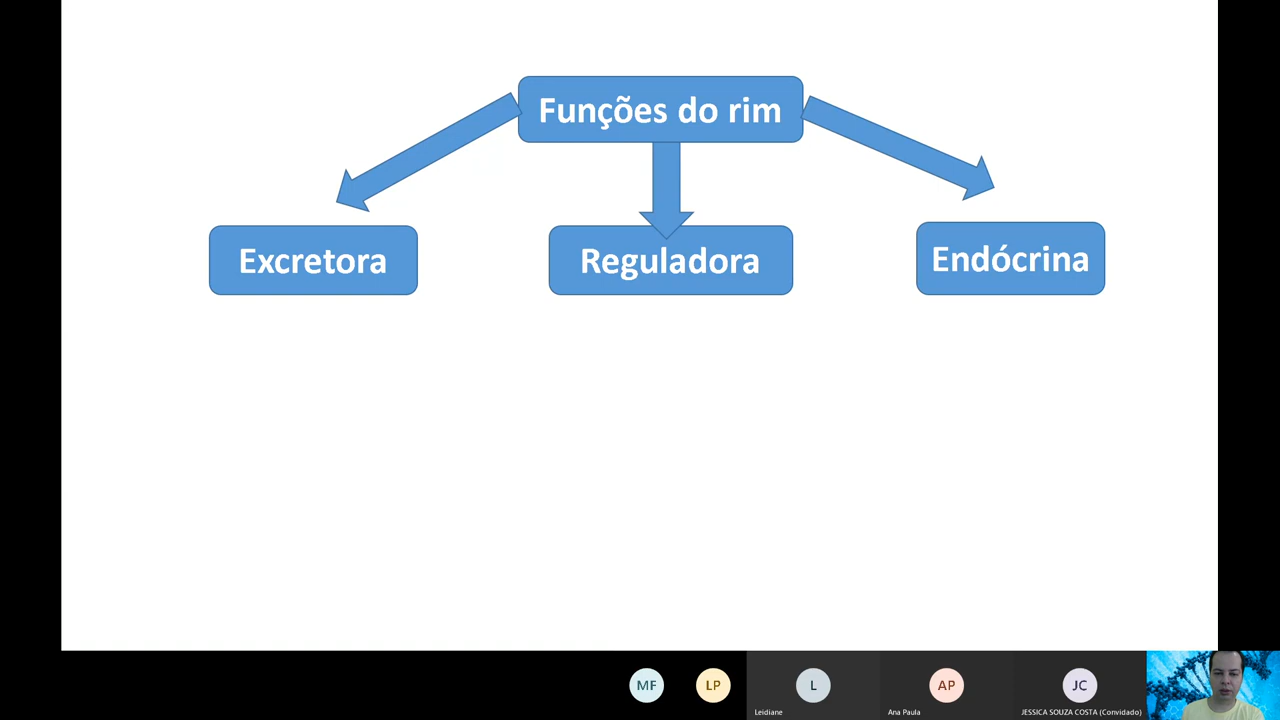 Funções do rim
Excretora
Reguladora
Endócrina
MF
LP
L
AP
JC
Leidiane
Ana Paula
JESSICA SOUZA COSTA (Convidado)